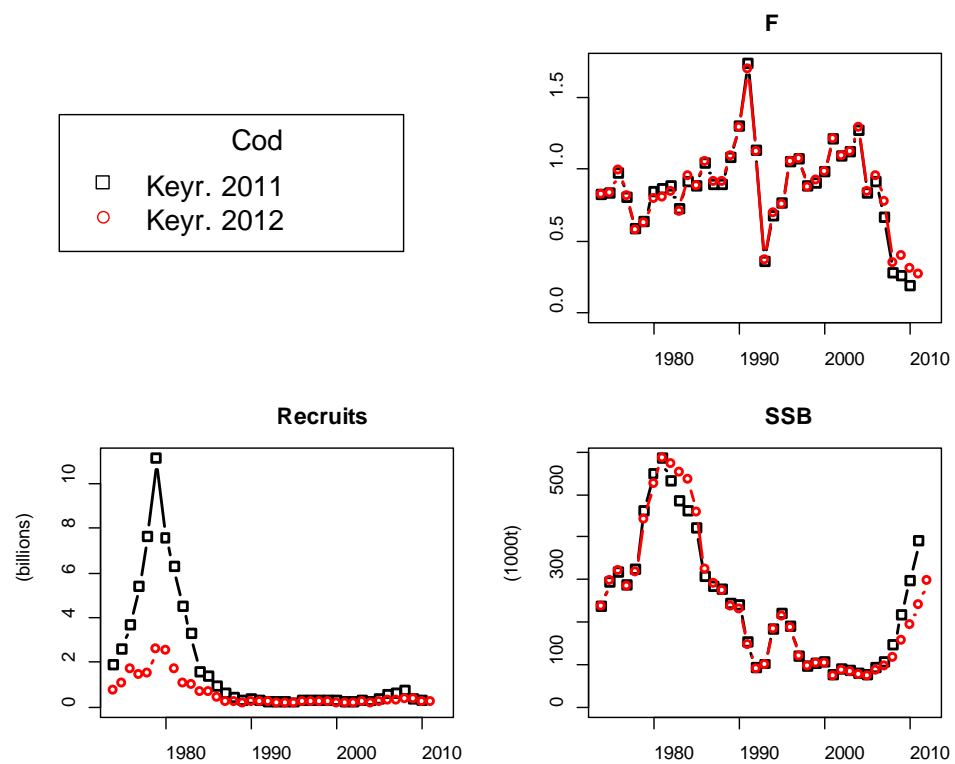 Cod
Keyr. 2011
Keyr. 2012
F
0.0 0.5 1.0 1.5
1980 1990 2000 2010
Recruits
(billions)
0 2 4 6 8 10
1980 1990 2000 2010
SSB
(1000t)
0 100 300 500
1980 1990 2000 2010